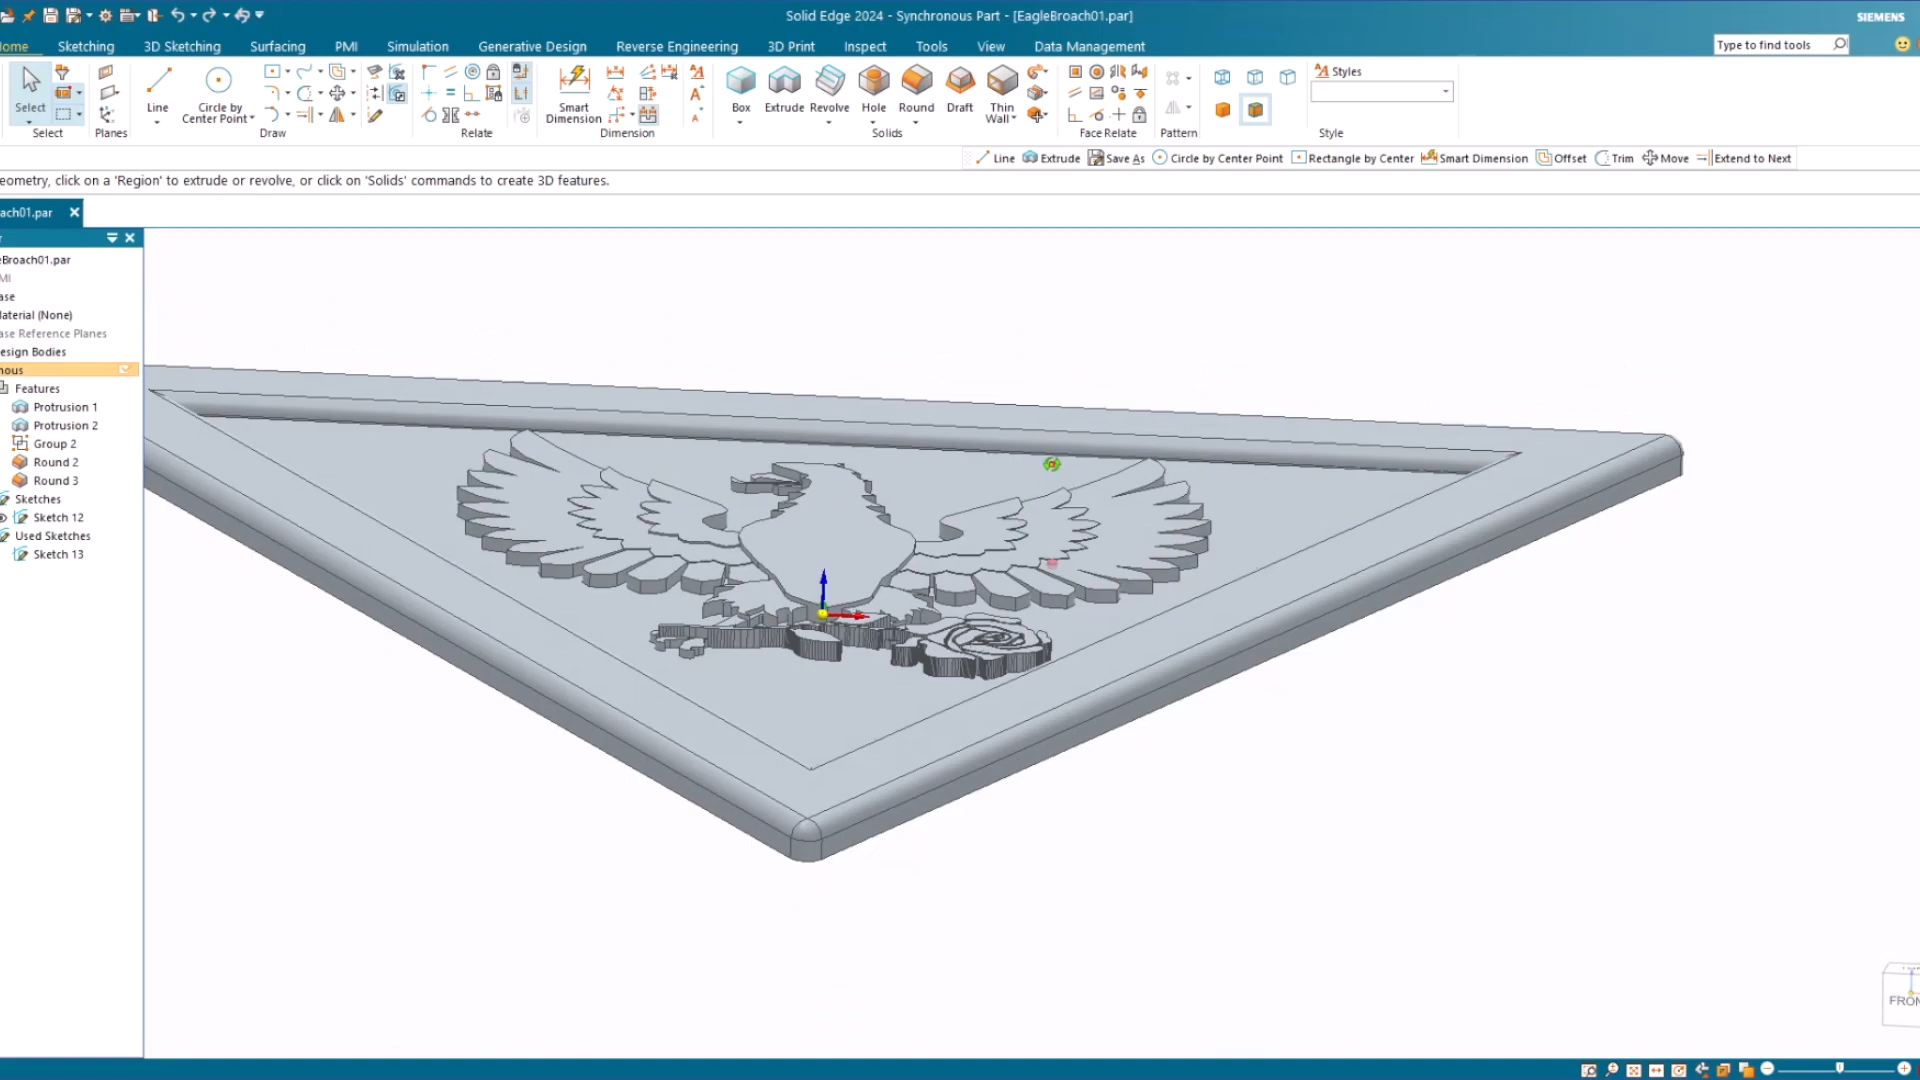 Solid Edge 2024 - Synchronous Part - [EagleBroach01.par]
SIEMENS
ome
Sketching
3D Sketching
Surfacing
PMI
Simulation
Generative Design
Reverse Engineering
3D Print
Inspect
Tools
View
Data Management
Type to find tools
Select
Line
Circle by
Center Point
Smart
Dimension
Box
Extrude
Revolve
Hole
Round
Draft
Thin
Wall
Styles
Select
Planes
Draw
Relate
Dimension
Solids
Face Relate
Pattern
Style
Line
Extrude
Save As
Circle by Center Point
Rectangle by Center
Smart Dimension
Offset
Trim
Move
Extend to Next
eometry, click on a 'Region' to extrude or revolve, or click on 'Solids' commands to create 3D features.
ach01.par
r
eBroach01.par
MI
ase
Material (None)
ase Reference Planes
esign Bodies
nous
Features
Protrusion 1
Protrusion 2
Group 2
Round 2
Round 3
Sketches
Sketch 12
Used Sketches
Sketch 13
FRON